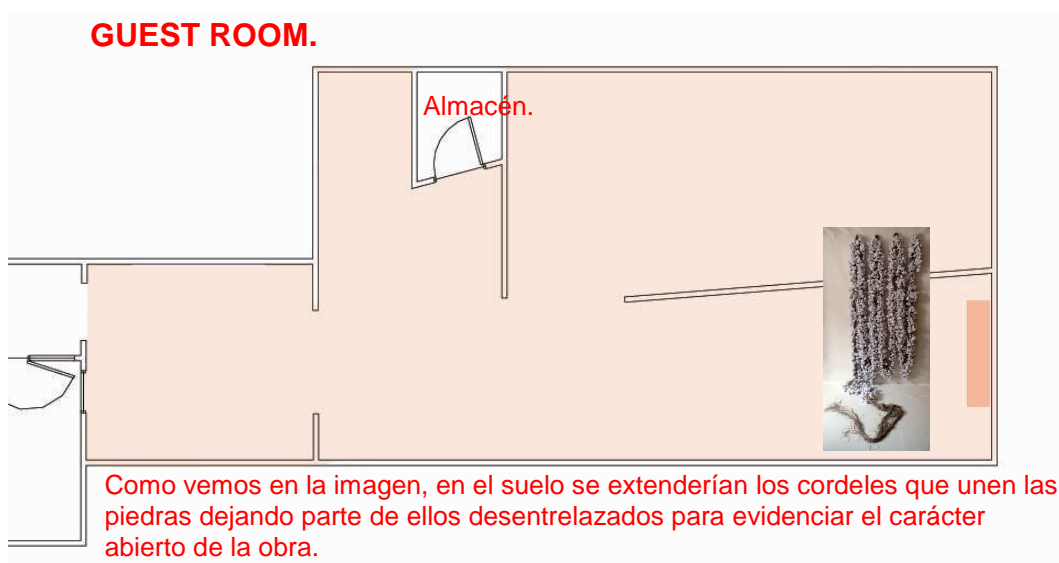 GUEST ROOM.
Almacén.
Como vemos en la imagen, en el suelo se extenderían los cordeles que unen las
piedras dejando parte de ellos desentrelazados para evidenciar el carácter
abierto de la obra.